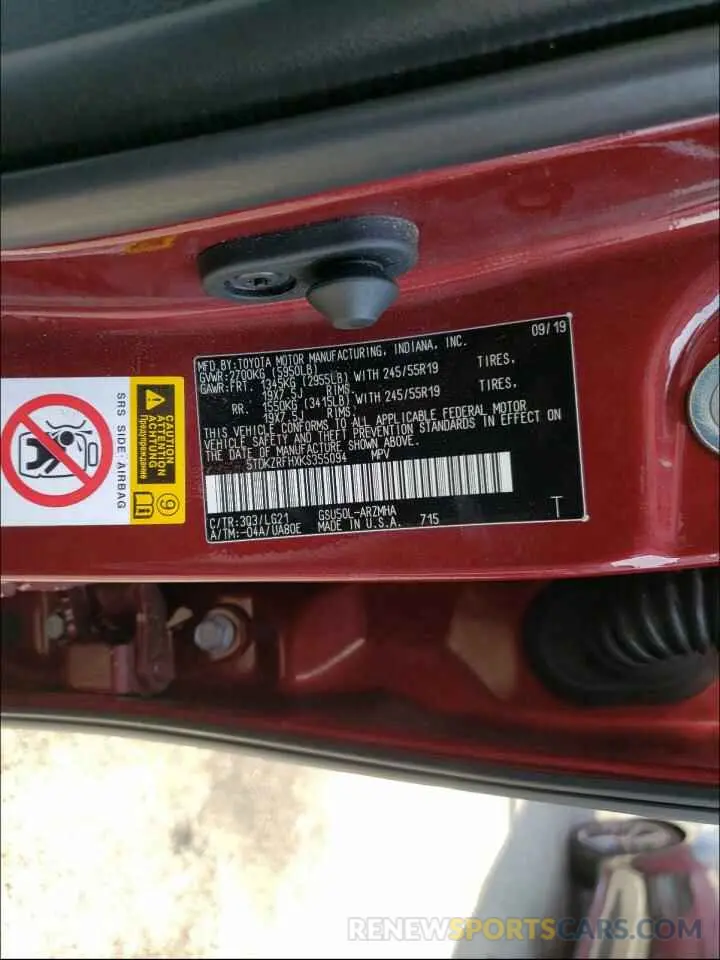 MFD. BY: TOYOTA MOTOR MANUFACTURING, INDIANA, INC. 09/19
GVWR: 2700KG (5950LB)
GAWR: FRT. 1345KG (2955LB) WITH 245/55R19 TIRES,
19X7.5J RIMS,
RR. 1550KG (3415LB) WITH 245/55R19 TIRES,
19X7.5J RIMS,
THIS VEHICLE CONFORMS TO ALL APPLICABLE FEDERAL MOTOR
VEHICLE SAFETY AND THEFT PREVENTION STANDARDS IN EFFECT ON
THE DATE OF MANUFACTURE SHOWN ABOVE.
5TDKZRFHXKS355094 MPV
C/TR: 3Q3/LG21 GSU50L-ARZMHA
A/TM: -04A/UA80E MADE IN U.S.A. 715 T
SRS SIDE AIRBAG
CAUTION
ATTENTION
ACHTUNG
Предупреждение
9
RENEWSPORTSCARS.COM